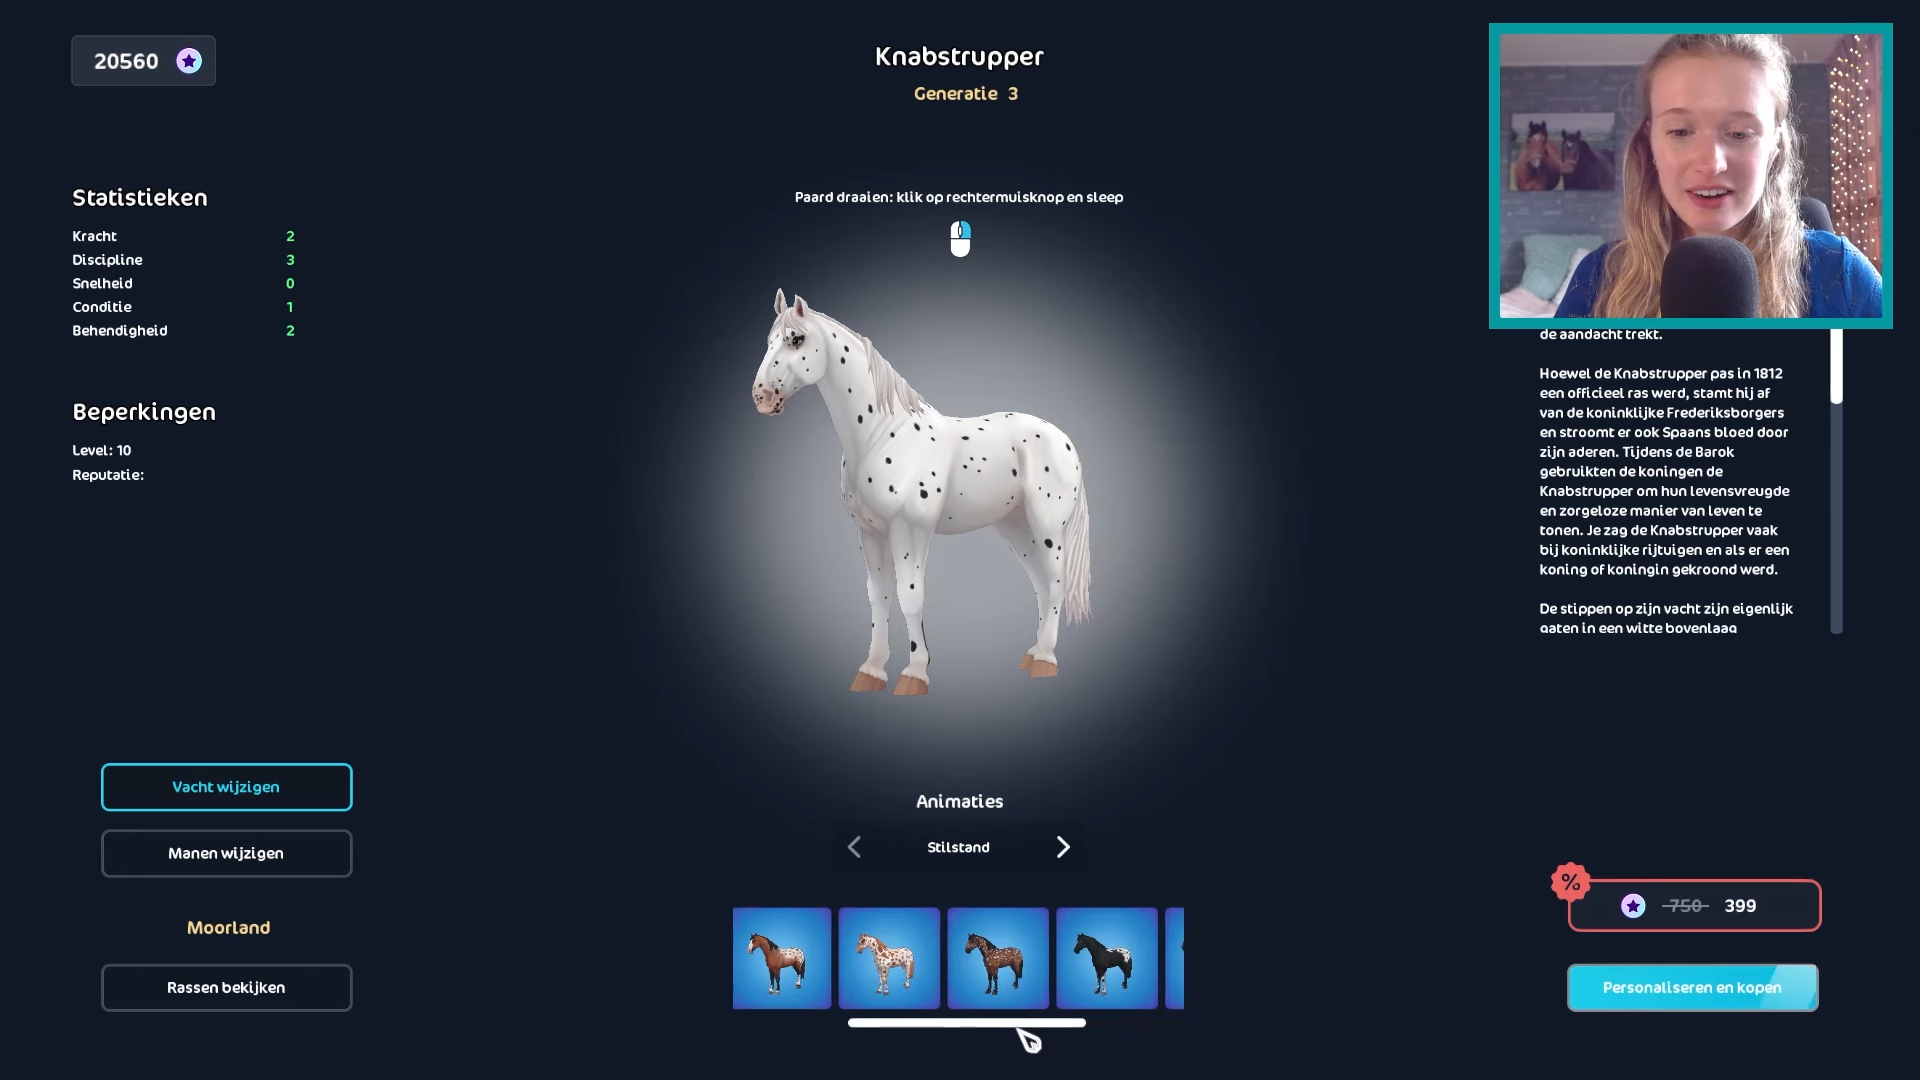 20560
Knabstrupper
Generatie 3
Statistieken
Kracht 2
Discipline 3
Snelheid 0
Conditie 1
Behendigheid 2
Beperkingen
Level: 10
Reputatie:
Paard draaien: klik op rechtermuisknop en sleep
de aandacht trekt.
Hoewel de Knabstrupper pas in 1812
een officieel ras werd, stamt hij af
van de koninklijke Frederiksborgers
en stroomt er ook Spaans bloed door
zijn aderen. Tijdens de Barok
gebruikten de koningen de
Knabstrupper om hun levensvreugde
en zorgeloze manier van leven te
tonen. Je zag de Knabstrupper vaak
bij koninklijke rijtuigen en als er een
koning of koningin gekroond werd.
De stippen op zijn vacht zijn eigenlijk
gaten in een witte bovenlaag
Vacht wijzigen
Manen wijzigen
Moorland
Rassen bekijken
Animaties
Stilstand
%
750 399
Personaliseren en kopen